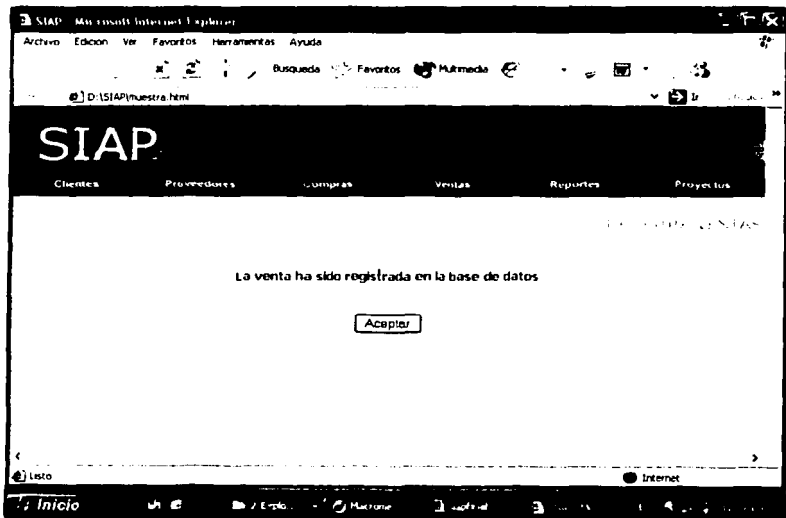 SIAP Microsoft Internet Explorer
Archivo Edicion Ver Favoritos Herramientas Ayuda
Busqueda Favoritos Multimedia
D:\SIAP\muestra.html Ir
SIAP
Clientes Proveedores Compras Ventas Reportes Proyectos
La venta ha sido registrada en la base de datos
Aceptar
Listo Internet
Inicio